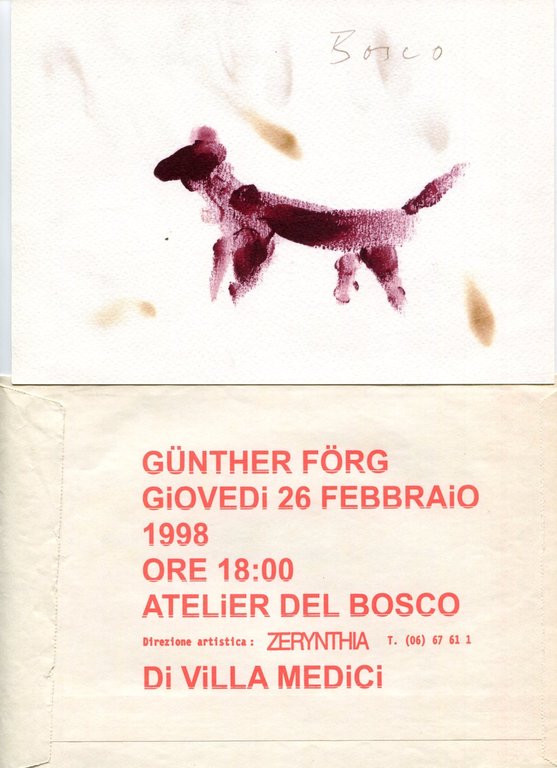 Bosco
GÜNTHER FÖRG
GiOVEDi 26 FEBBRAiO
1998
ORE 18:00
ATELiER DEL BOSCO
Direzione artistica: ZERYNTHIA T. (06) 67 61 1
Di ViLLA MEDiCi